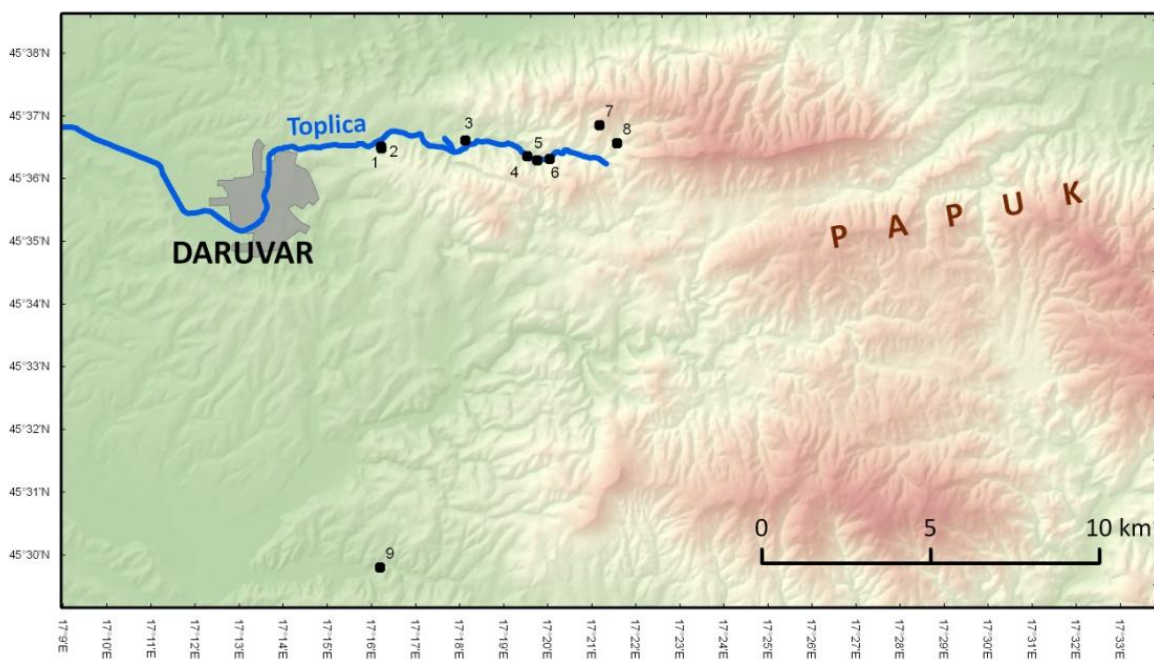 45°38'N
45°37'N
45°36'N
45°35'N
45°34'N
45°33'N
45°32'N
45°31'N
45°30'N
Toplica
DARUVAR
1
2
3
4
5
6
7
8
9
P A P U K
0 5 10 km
17°9'E
17°10'E
17°11'E
17°12'E
17°13'E
17°14'E
17°15'E
17°16'E
17°17'E
17°18'E
17°19'E
17°20'E
17°21'E
17°22'E
17°23'E
17°24'E
17°25'E
17°26'E
17°27'E
17°28'E
17°29'E
17°30'E
17°31'E
17°32'E
17°33'E